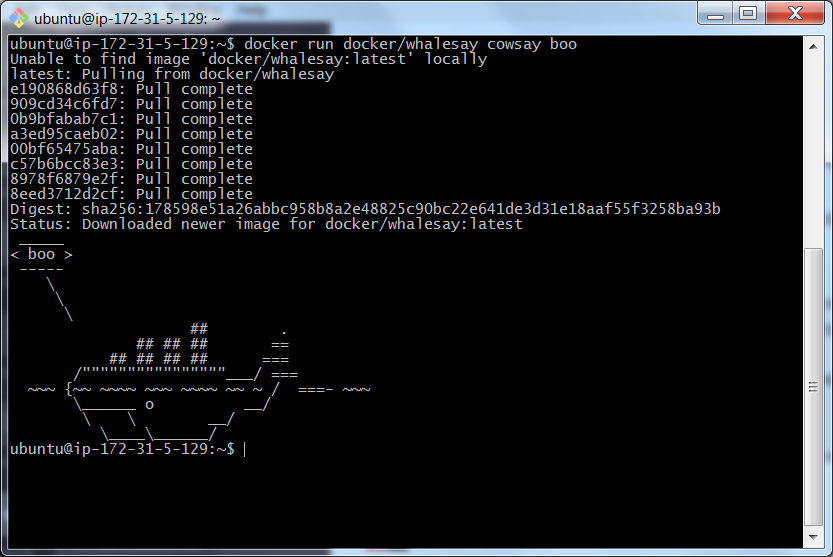 ubuntu@ip-172-31-5-129: ~
ubuntu@ip-172-31-5-129:~$ docker run docker/whalesay cowsay boo
Unable to find image 'docker/whalesay:latest' locally
latest: Pulling from docker/whalesay
e190868d63f8: Pull complete
909cd34c6fd7: Pull complete
0b9bfabab7c1: Pull complete
a3ed95caeb02: Pull complete
00bf65475aba: Pull complete
c57b6bcc83e3: Pull complete
8978f6879e2f: Pull complete
8eed3712d2cf: Pull complete
Digest: sha256:178598e51a26abbc958b8a2e48825c90bc22e641de3d31e18aaf55f3258ba93b
Status: Downloaded newer image for docker/whalesay:latest
 _____
< boo >
 -----
    \
     \
      \
                    ##        .
              ## ## ##       ==
           ## ## ## ##      ===
       /""""""""""""""""___/ ===
  ~~~ {~~ ~~~~ ~~~ ~~~~ ~~ ~ /  ===- ~~~
       \______ o          __/
        \    \        __/
          \____\______/
ubuntu@ip-172-31-5-129:~$